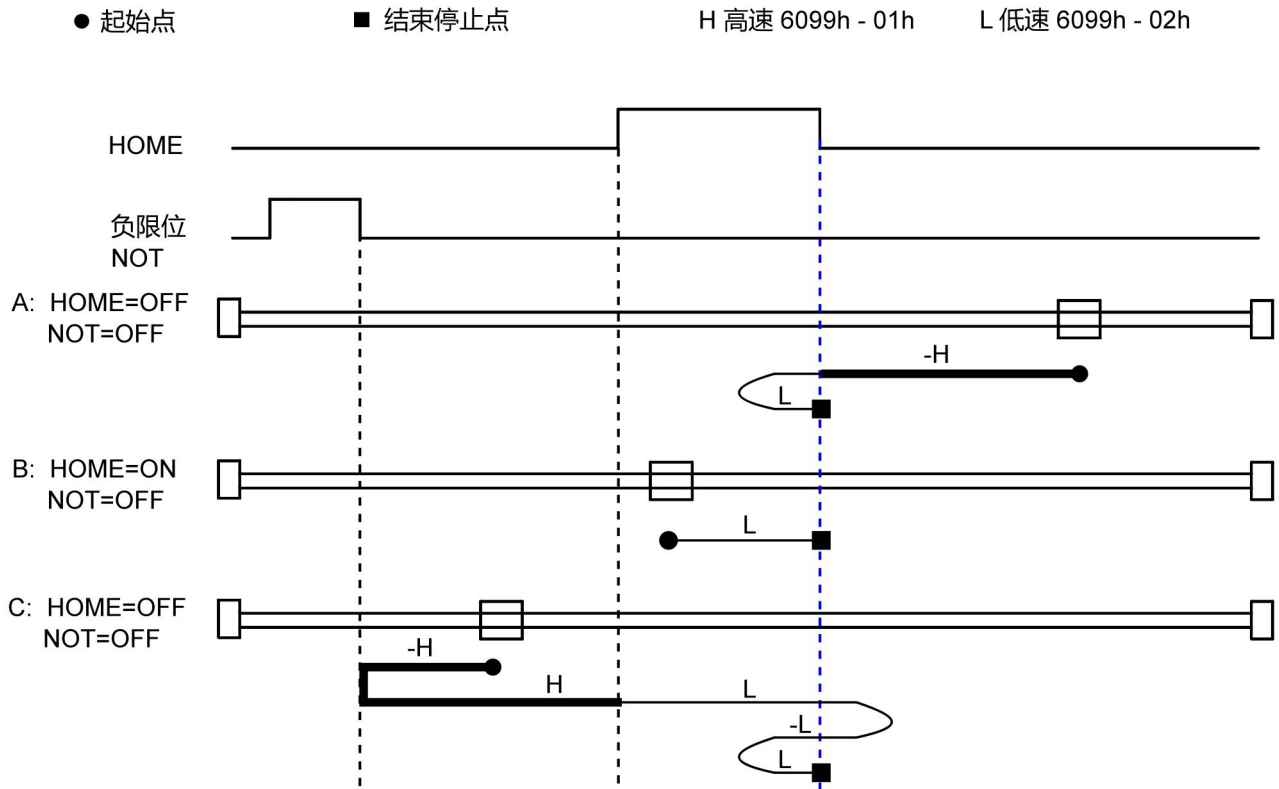 ● 起始点 ■ 结束停止点 H 高速 6099h - 01h L 低速 6099h - 02h
HOME
负限位
NOT
A: HOME=OFF
NOT=OFF
-H
L
B: HOME=ON
NOT=OFF
L
C: HOME=OFF
NOT=OFF
-H
H L
-L
L